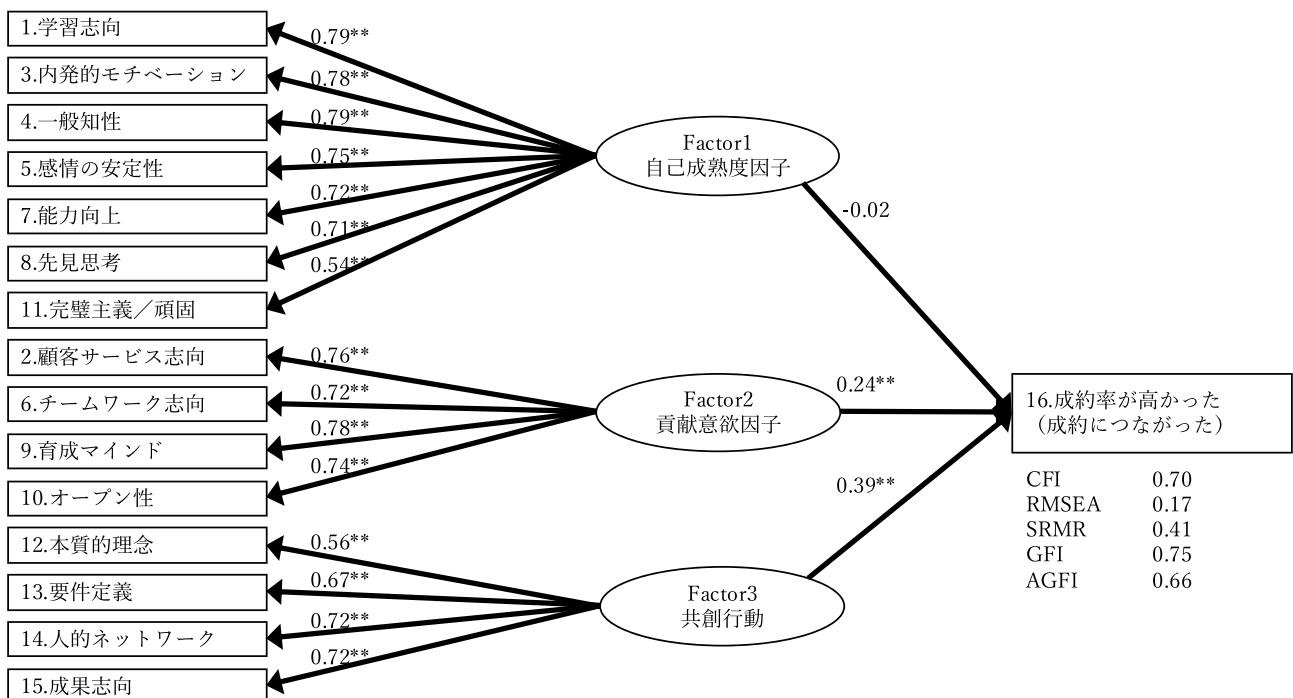 1.学習志向
0.79**
3.内発的モチベーション
0.78**
4.一般知性
0.79**
5.感情の安定性
0.75**
7.能力向上
0.72**
8.先見思考
0.71**
11.完璧主義／頑固
0.54**
Factor1
自己成熟度因子
-0.02
2.顧客サービス志向
0.76**
6.チームワーク志向
0.72**
9.育成マインド
0.78**
10.オープン性
0.74**
Factor2
貢献意欲因子
0.24**
12.本質的理念
0.56**
13.要件定義
0.67**
14.人的ネットワーク
0.72**
15.成果志向
0.72**
Factor3
共創行動
0.39**
16.成約率が高かった
（成約につながった）
CFI 0.70
RMSEA 0.17
SRMR 0.41
GFI 0.75
AGFI 0.66